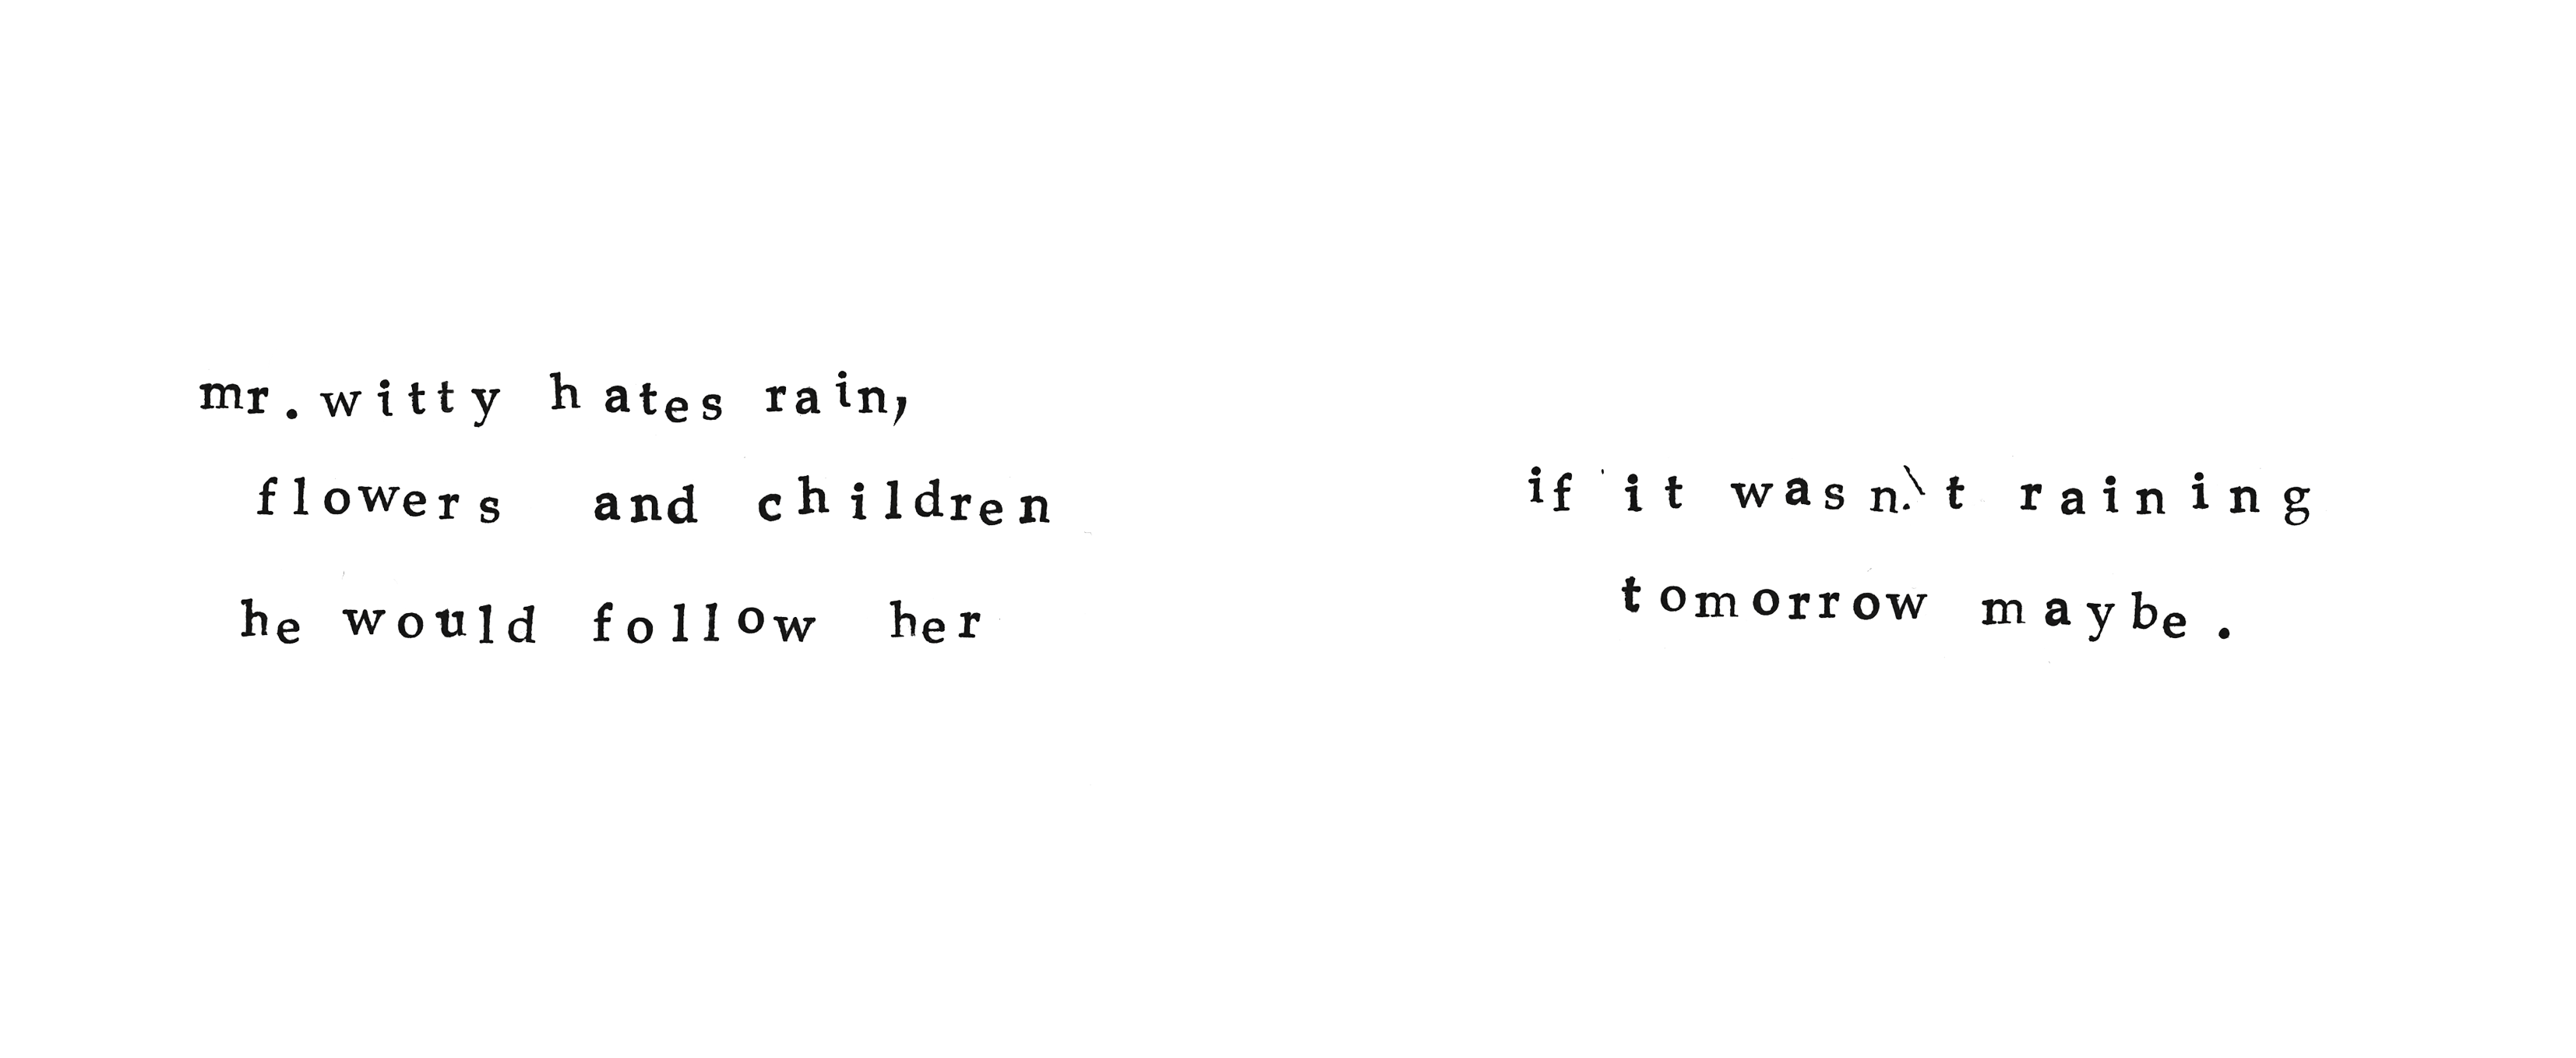 mr. witty hates rain,
flowers and children
he would follow her
if it wasn't raining
tomorrow maybe.